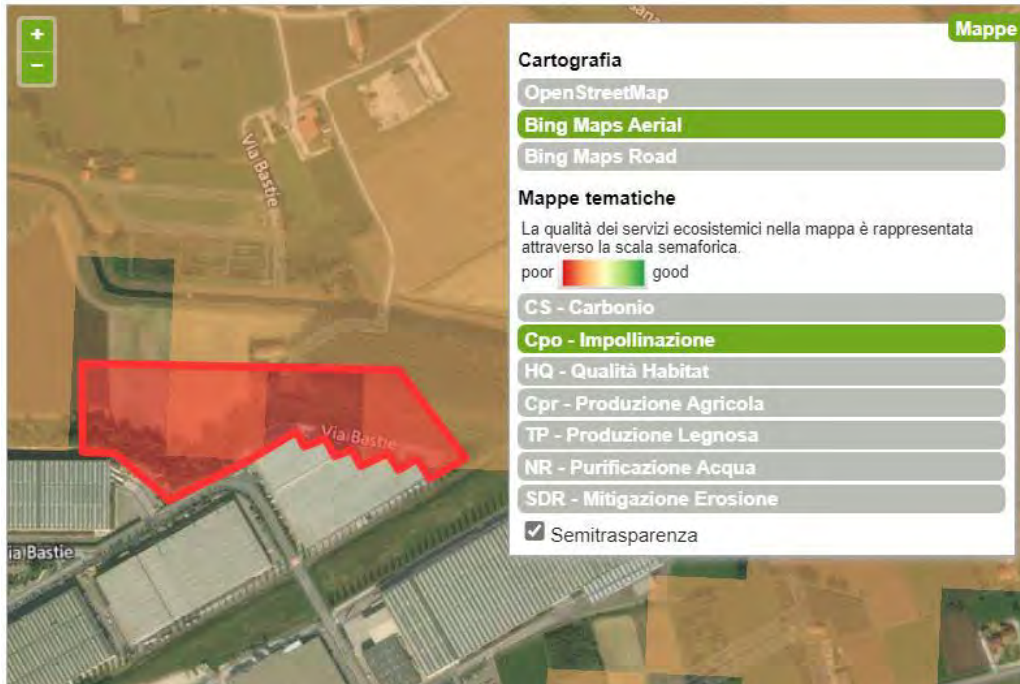 +
−
Mappe
Cartografia
OpenStreetMap
Bing Maps Aerial
Bing Maps Road
Mappe tematiche
La qualità dei servizi ecosistemici nella mappa è rappresentata
attraverso la scala semaforica.
poor good
CS - Carbonio
Cpo - Impollinazione
HQ - Qualità Habitat
Cpr - Produzione Agricola
TP - Produzione Legnosa
NR - Purificazione Acqua
SDR - Mitigazione Erosione
Semitrasparenza
Via Bastie
Via Bastie
ia Bastie